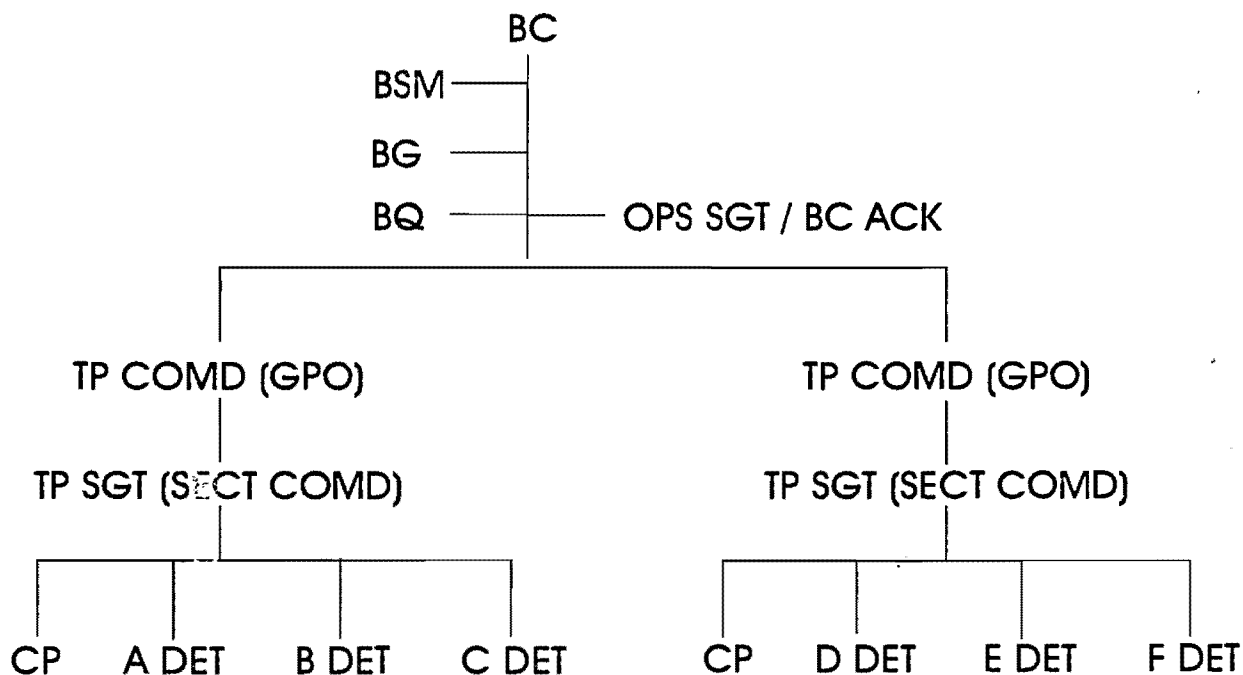 BC
BSM
BG
BQ OPS SGT / BC ACK
TP COMD (GPO) TP COMD (GPO)
TP SGT (SECT COMD) TP SGT (SECT COMD)
CP A DET B DET C DET CP D DET E DET F DET